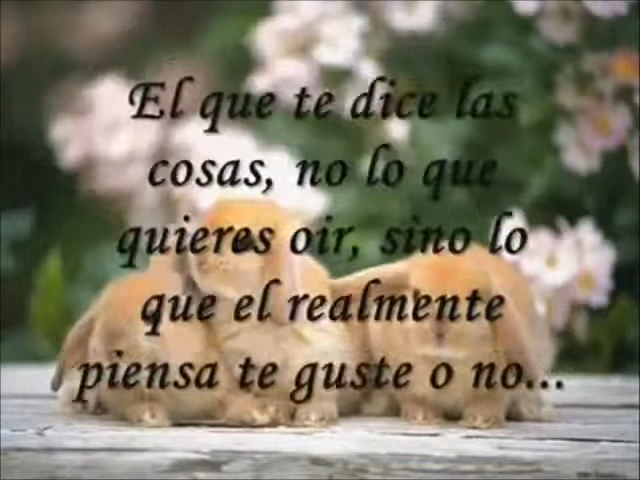 El que te dice las
cosas, no lo que
quieres oir, sino lo
que el realmente
piensa te guste o no...